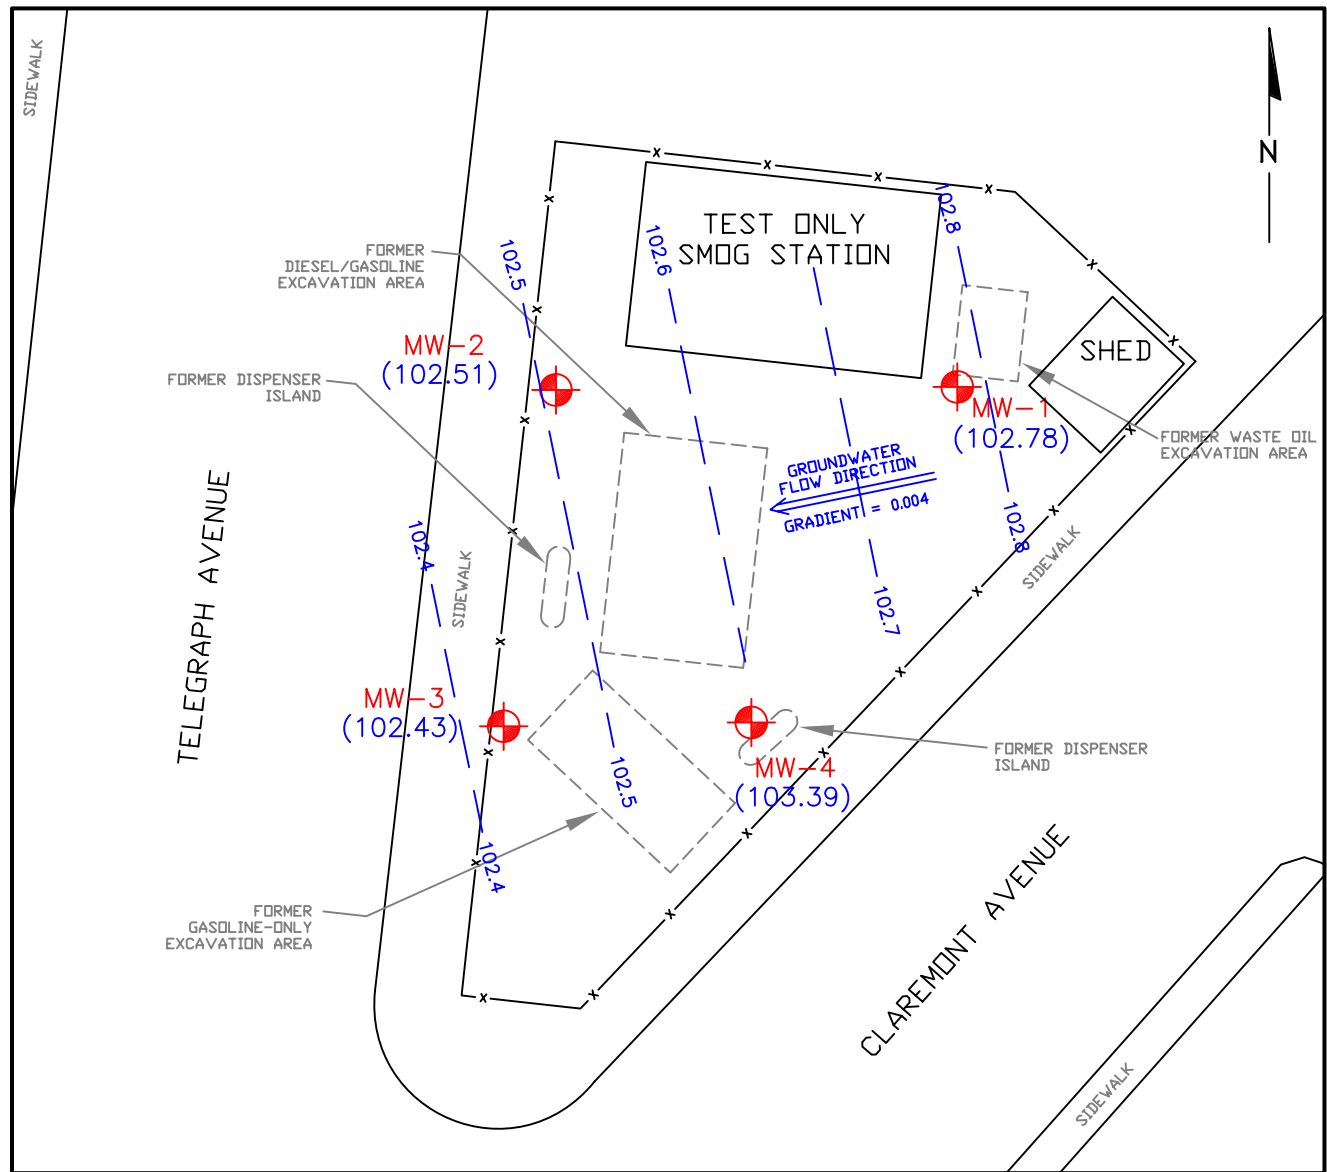 SIDEWALK
N
TEST ONLY
SMOG STATION
102.8
102.6
102.5
FORMER
DIESEL/GASOLINE
EXCAVATION AREA
MW-2
(102.51)
FORMER DISPENSER
ISLAND
SHED
MW-1
(102.78)
FORMER WASTE OIL
EXCAVATION AREA
GROUNDWATER
FLOW DIRECTION
GRADIENT = 0.004
102.8
102.4
SIDEWALK
SIDEWALK
102.7
TELEGRAPH AVENUE
MW-3
(102.43)
FORMER DISPENSER
ISLAND
MW-4
(103.39)
102.5
102.4
FORMER
GASOLINE-ONLY
EXCAVATION AREA
CLAREMONT AVENUE
SIDEWALK